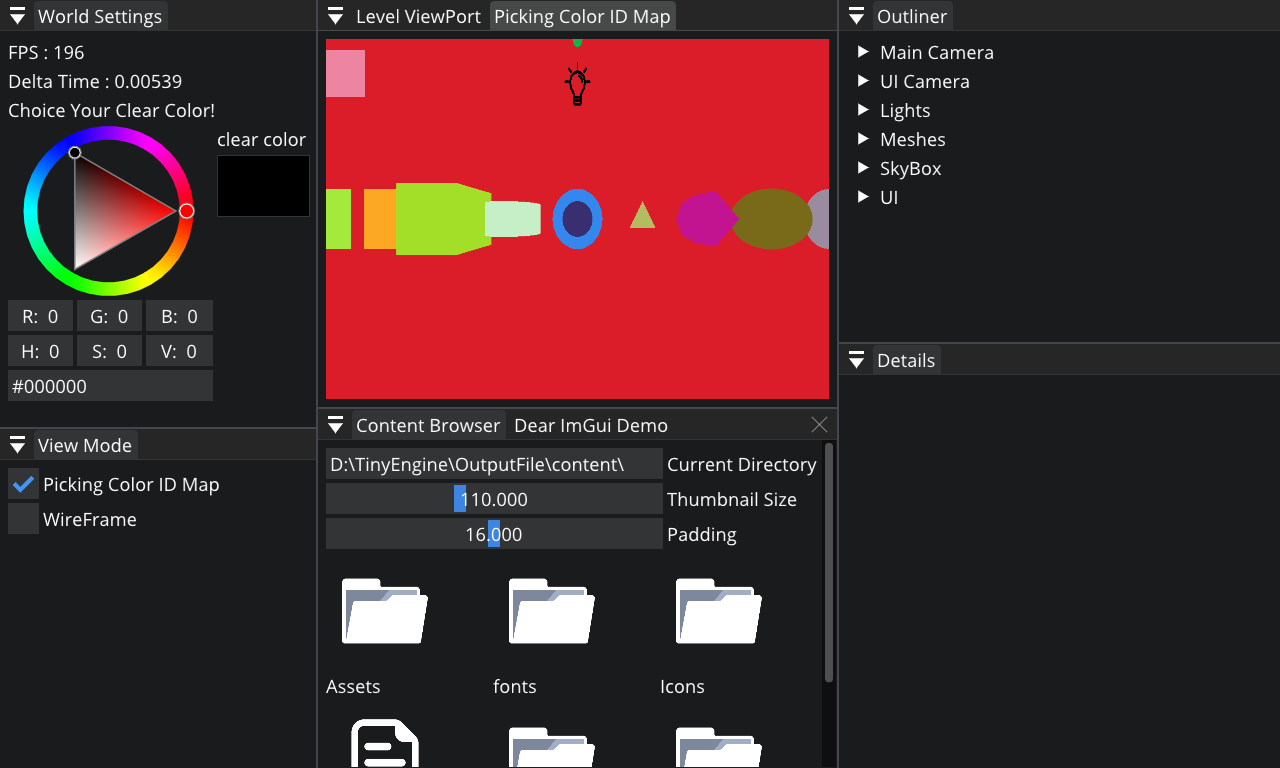 World Settings
FPS : 196
Delta Time : 0.00539
Choice Your Clear Color!
clear color
R: 0 G: 0 B: 0
H: 0 S: 0 V: 0
#000000
View Mode
Picking Color ID Map
WireFrame
Level ViewPort Picking Color ID Map
Content Browser Dear ImGui Demo
D:\TinyEngine\OutputFile\content\ Current Directory
110.000 Thumbnail Size
16.000 Padding
Assets fonts Icons
Outliner
Main Camera
UI Camera
Lights
Meshes
SkyBox
UI
Details